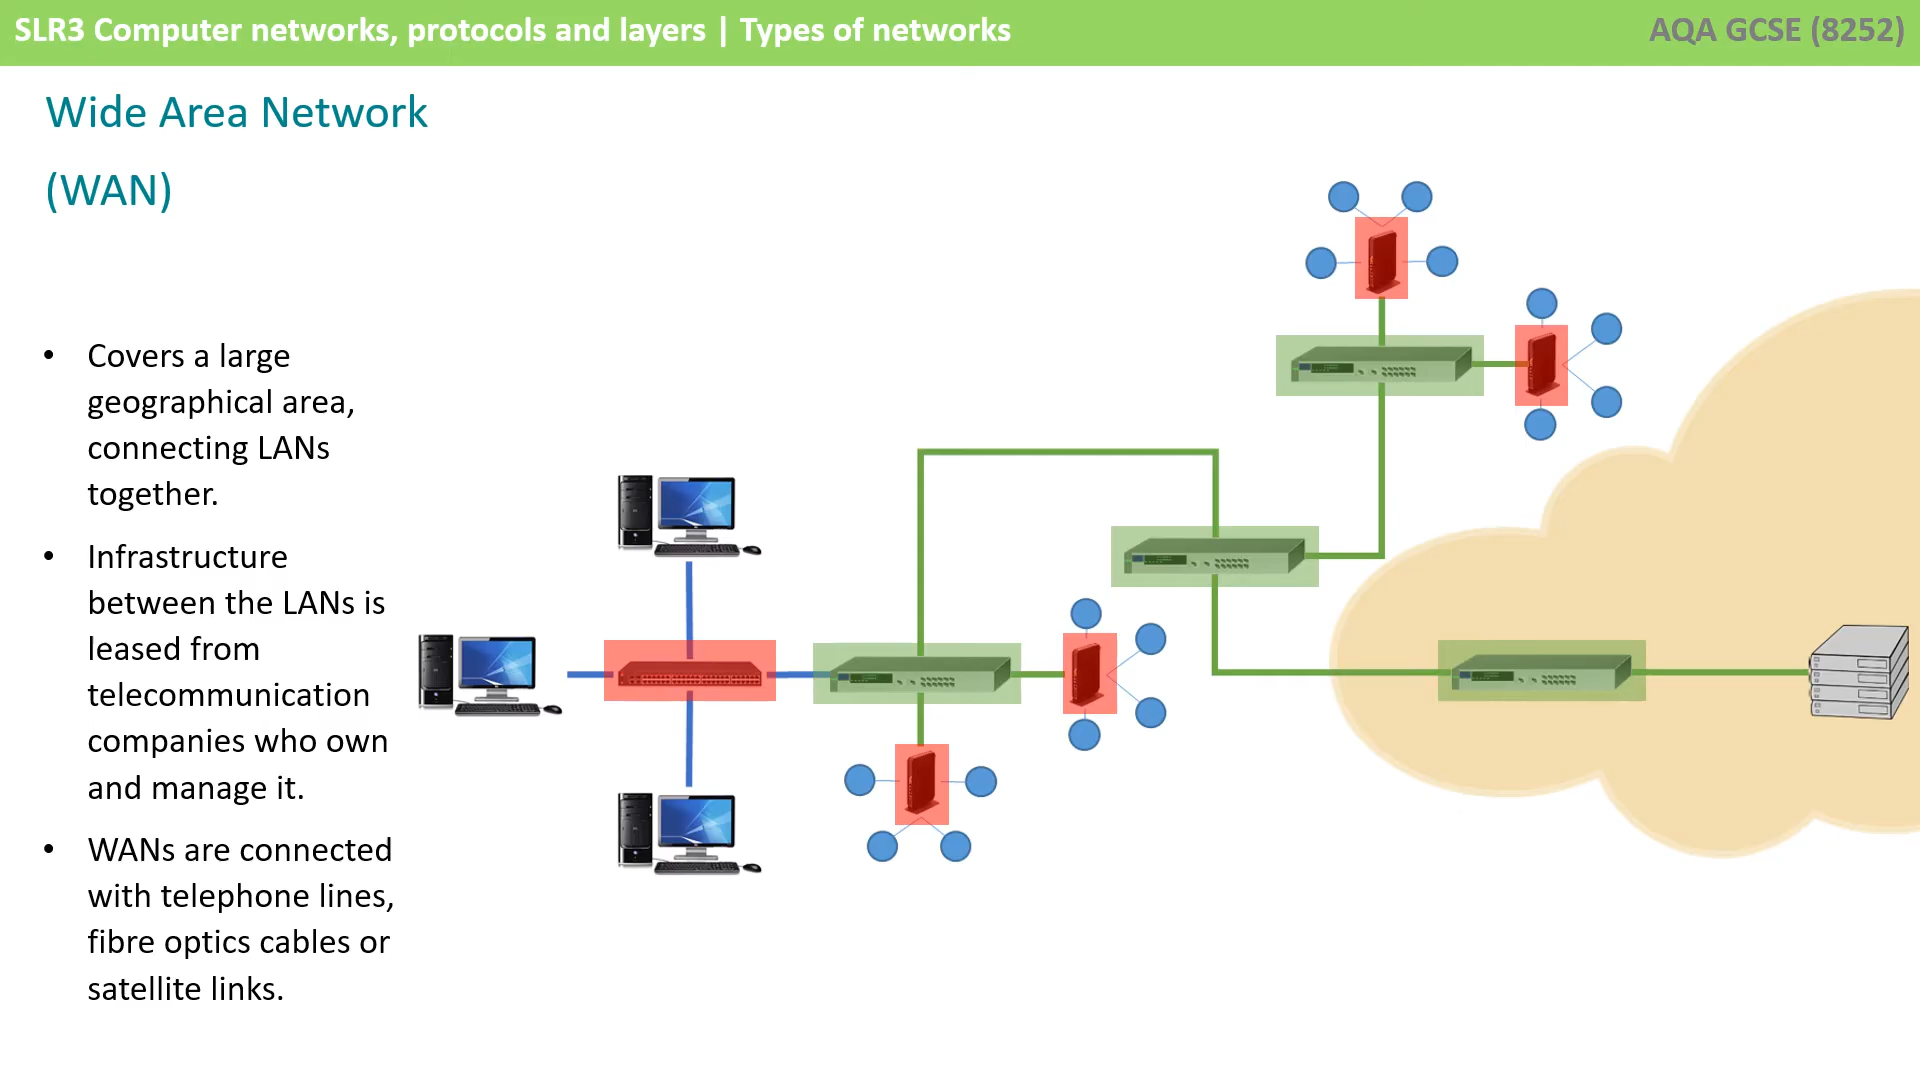 SLR3 Computer networks, protocols and layers | Types of networks
AQA GCSE (8252)
Wide Area Network
(WAN)
• Covers a large
geographical area,
connecting LANs
together.
• Infrastructure
between the LANs is
leased from
telecommunication
companies who own
and manage it.
• WANs are connected
with telephone lines,
fibre optics cables or
satellite links.